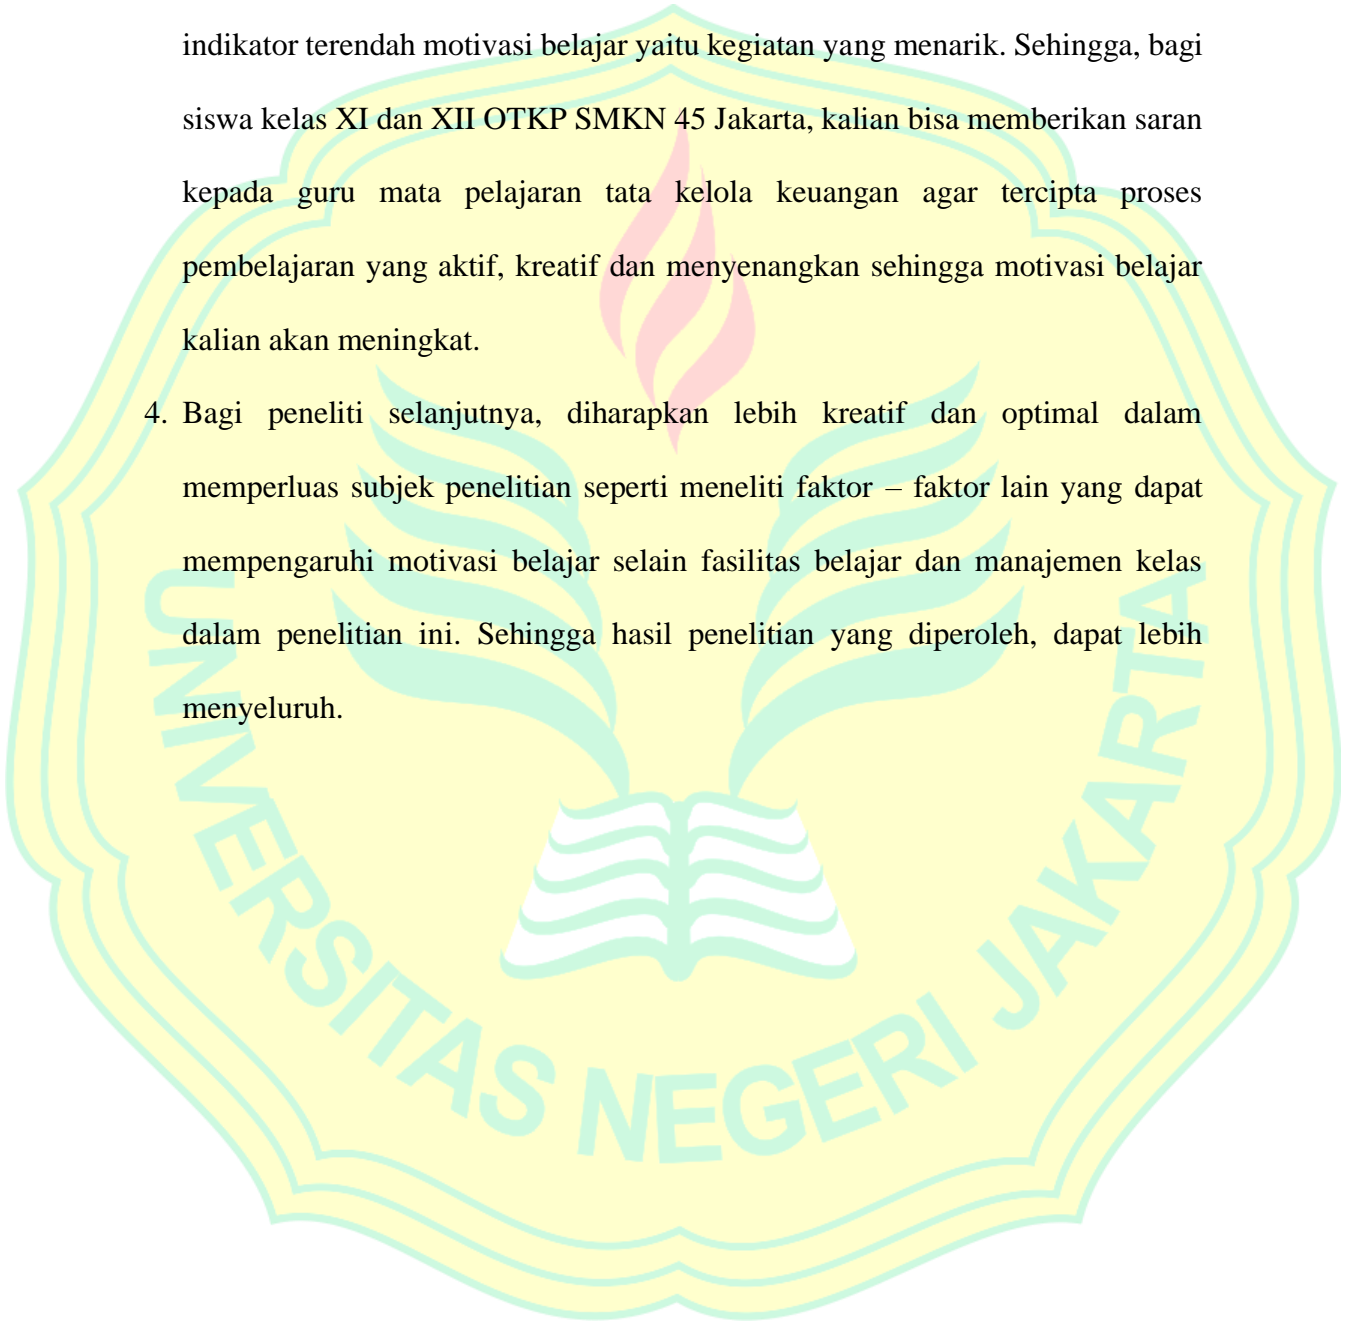 indikator terendah motivasi belajar yaitu kegiatan yang menarik. Sehingga, bagi
siswa kelas XI dan XII OTKP SMKN 45 Jakarta, kalian bisa memberikan saran
kepada guru mata pelajaran tata kelola keuangan agar tercipta proses
pembelajaran yang aktif, kreatif dan menyenangkan sehingga motivasi belajar
kalian akan meningkat.
4. Bagi peneliti selanjutnya, diharapkan lebih kreatif dan optimal dalam
memperluas subjek penelitian seperti meneliti faktor – faktor lain yang dapat
mempengaruhi motivasi belajar selain fasilitas belajar dan manajemen kelas
dalam penelitian ini. Sehingga hasil penelitian yang diperoleh, dapat lebih
menyeluruh.
UNIVERSITAS NEGERI JAKARTA